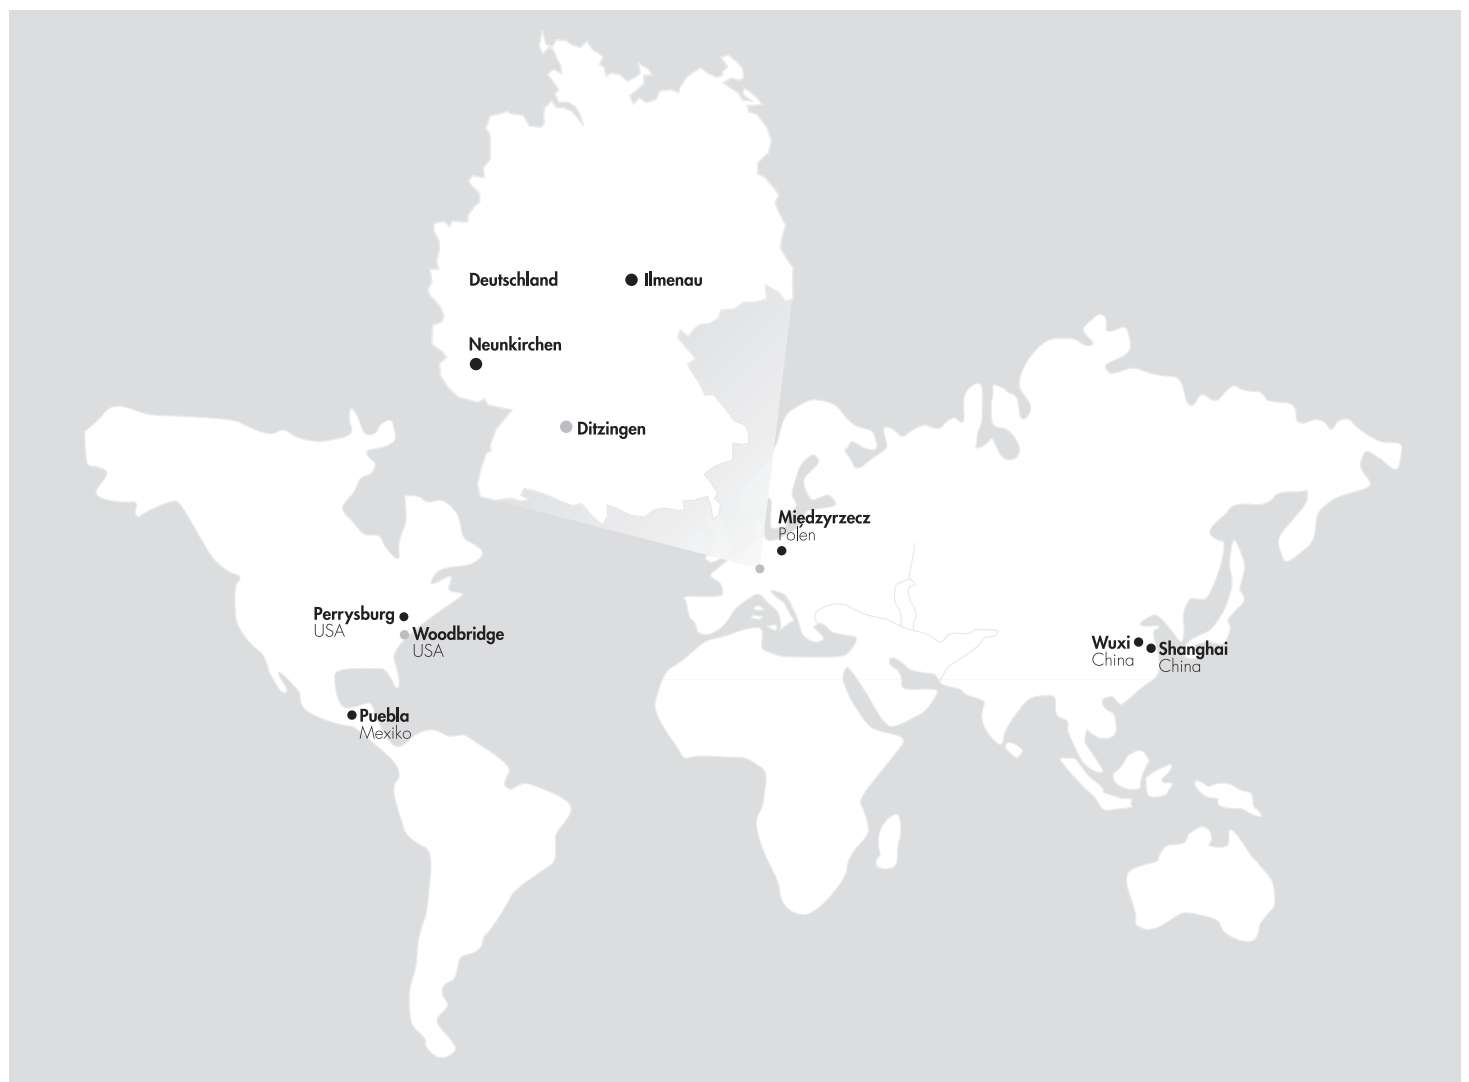 Deutschland
Ilmenau
Neunkirchen
Ditzingen
Międzyrzecz
Polen
Perrysburg
USA
Woodbridge
USA
Wuxi
China
Shanghai
China
Puebla
Mexiko